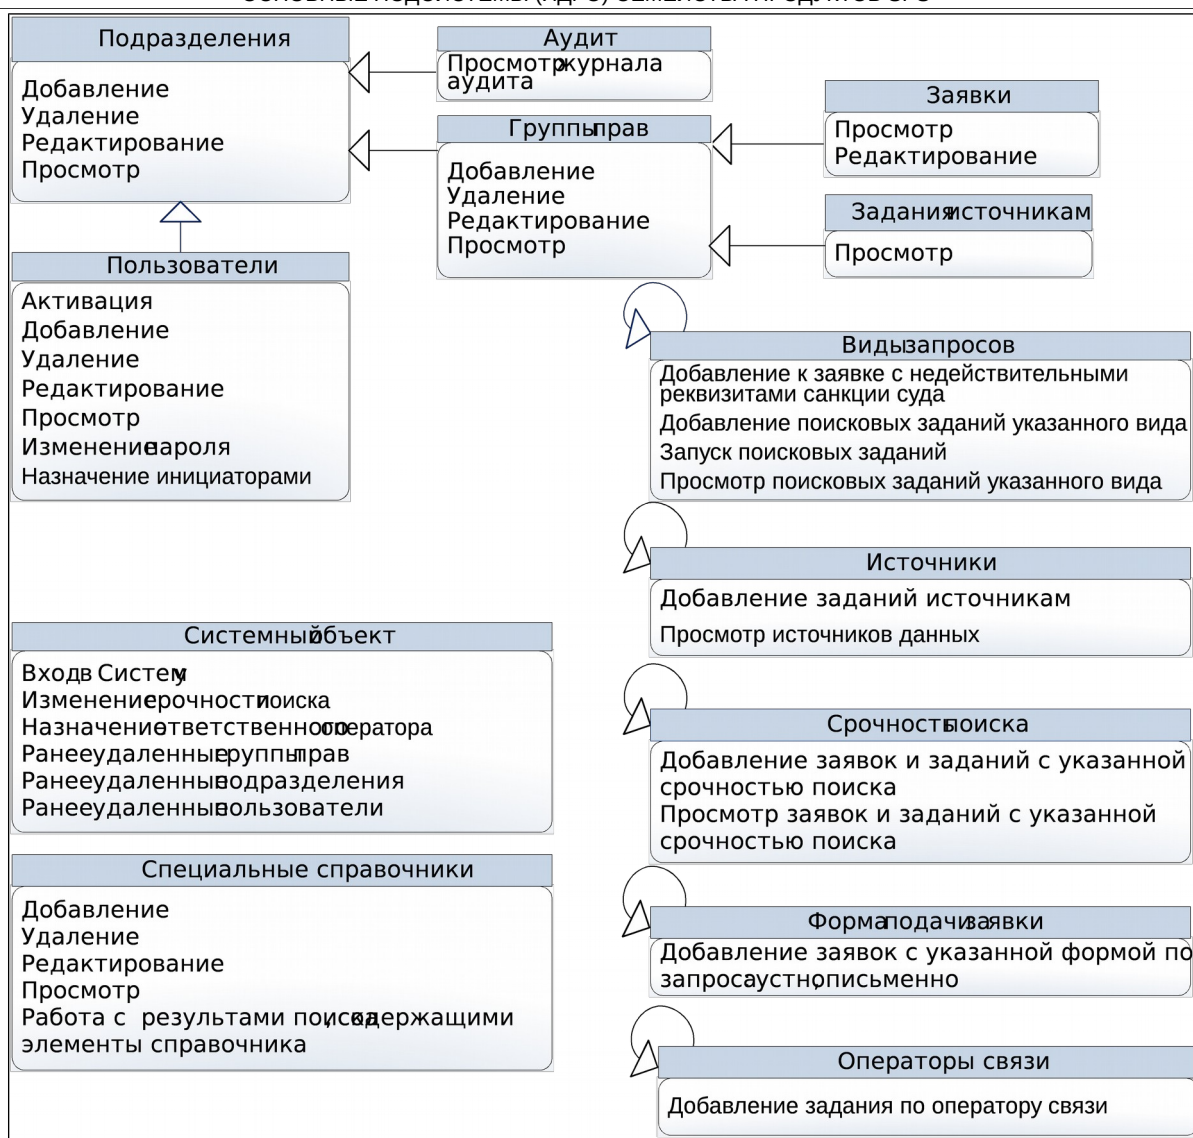 Подразделения
Добавление
Удаление
Редактирование
Просмотр
Аудит
Просмотр журнала
аудита
Группы прав
Добавление
Удаление
Редактирование
Просмотр
Заявки
Просмотр
Редактирование
Задания источникам
Просмотр
Пользователи
Активация
Добавление
Удаление
Редактирование
Просмотр
Изменение пароля
Назначение инициаторами
Виды запросов
Добавление к заявке с недействительными
реквизитами санкции суда
Добавление поисковых заданий указанного вида
Запуск поисковых заданий
Просмотр поисковых заданий указанного вида
Источники
Добавление заданий источникам
Просмотр источников данных
Системный объект
Вход в Систему
Изменение срочности поиска
Назначение ответственного оператора
Ранее удаленные группы прав
Ранее удаленные подразделения
Ранее удаленные пользователи
Срочность поиска
Добавление заявок и заданий с указанной
срочностью поиска
Просмотр заявок и заданий с указанной
срочностью поиска
Специальные справочники
Добавление
Удаление
Редактирование
Просмотр
Работа с результами поиска, содержащими
элементы справочника
Форма подачи заявки
Добавление заявок с указанной формой по
запроса устно, письменно
Операторы связи
Добавление задания по оператору связи